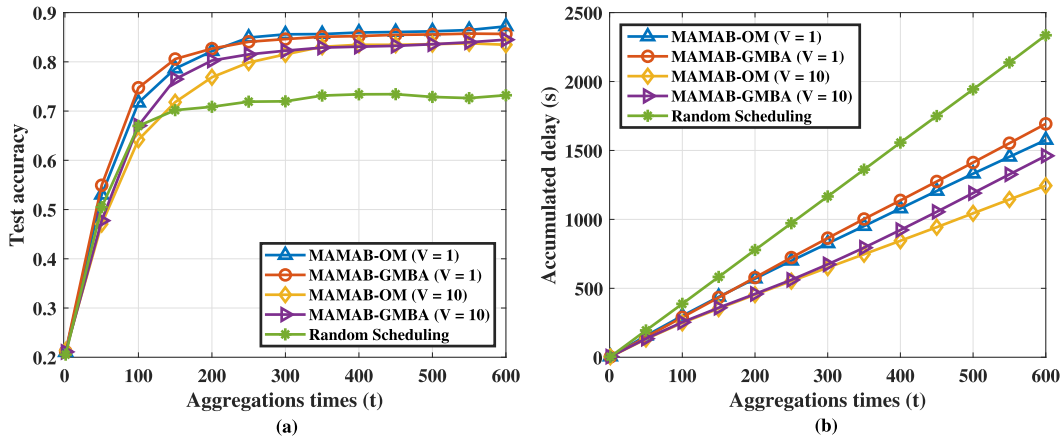 0.9
0.8
0.7
0.6
0.5
0.4
0.3
0.2
Test accuracy
MAMAB-OM (V = 1)
MAMAB-GMBA (V = 1)
MAMAB-OM (V = 10)
MAMAB-GMBA (V = 10)
Random Scheduling
0 100 200 300 400 500 600
Aggregations times (t)
(a)
2500
2000
1500
1000
500
0
Accumulated delay (s)
MAMAB-OM (V = 1)
MAMAB-GMBA (V = 1)
MAMAB-OM (V = 10)
MAMAB-GMBA (V = 10)
Random Scheduling
0 100 200 300 400 500 600
Aggregations times (t)
(b)